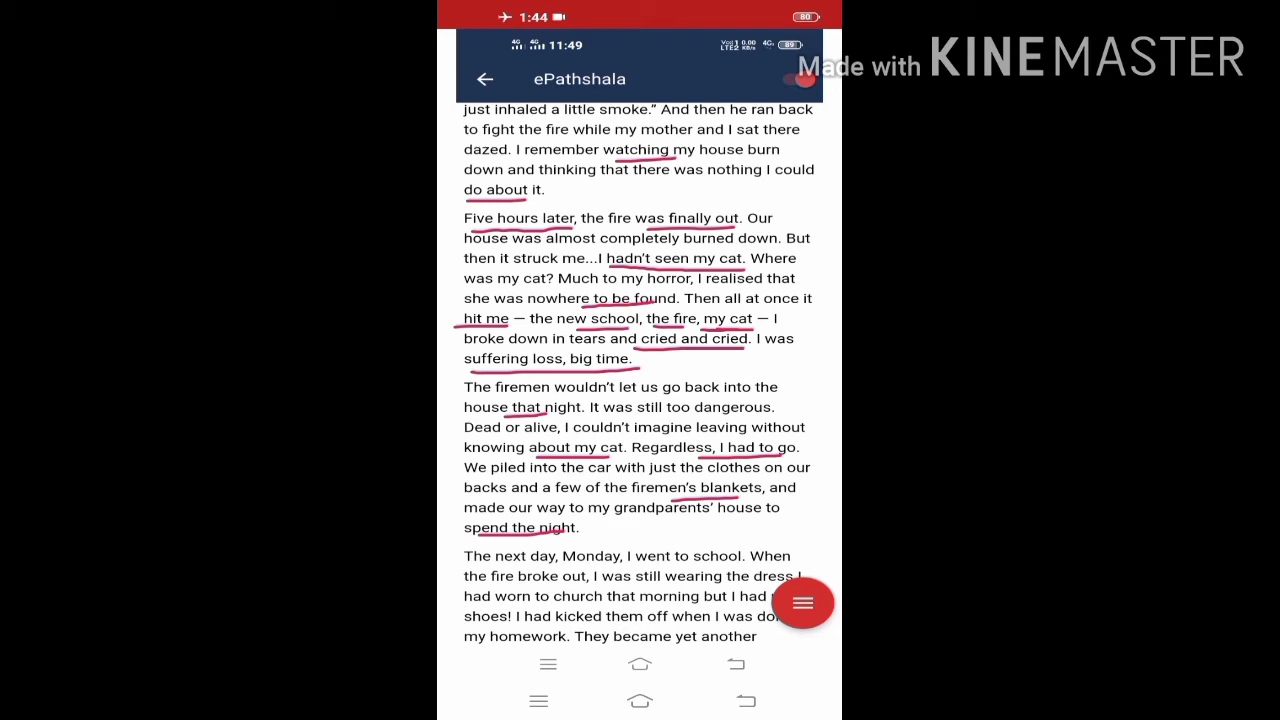 1:44
80
4G 4G 11:49
Vo) 1 0.00
LTE2 KB/s
4G
89
Made with KINEMASTER
ePathshala
just inhaled a little smoke.” And then he ran back
to fight the fire while my mother and I sat there
dazed. I remember watching my house burn
down and thinking that there was nothing I could
do about it.
Five hours later, the fire was finally out. Our
house was almost completely burned down. But
then it struck me...I hadn’t seen my cat. Where
was my cat? Much to my horror, I realised that
she was nowhere to be found. Then all at once it
hit me — the new school, the fire, my cat — I
broke down in tears and cried and cried. I was
suffering loss, big time.
The firemen wouldn’t let us go back into the
house that night. It was still too dangerous.
Dead or alive, I couldn’t imagine leaving without
knowing about my cat. Regardless, I had to go.
We piled into the car with just the clothes on our
backs and a few of the firemen’s blankets, and
made our way to my grandparents’ house to
spend the night.
The next day, Monday, I went to school. When
the fire broke out, I was still wearing the dress I
had worn to church that morning but I had
shoes! I had kicked them off when I was
my homework. They became yet another